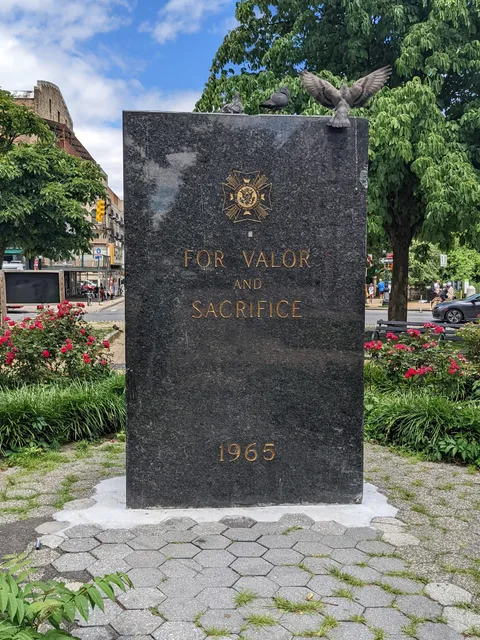 FOR VALOR
AND
SACRIFICE
1965